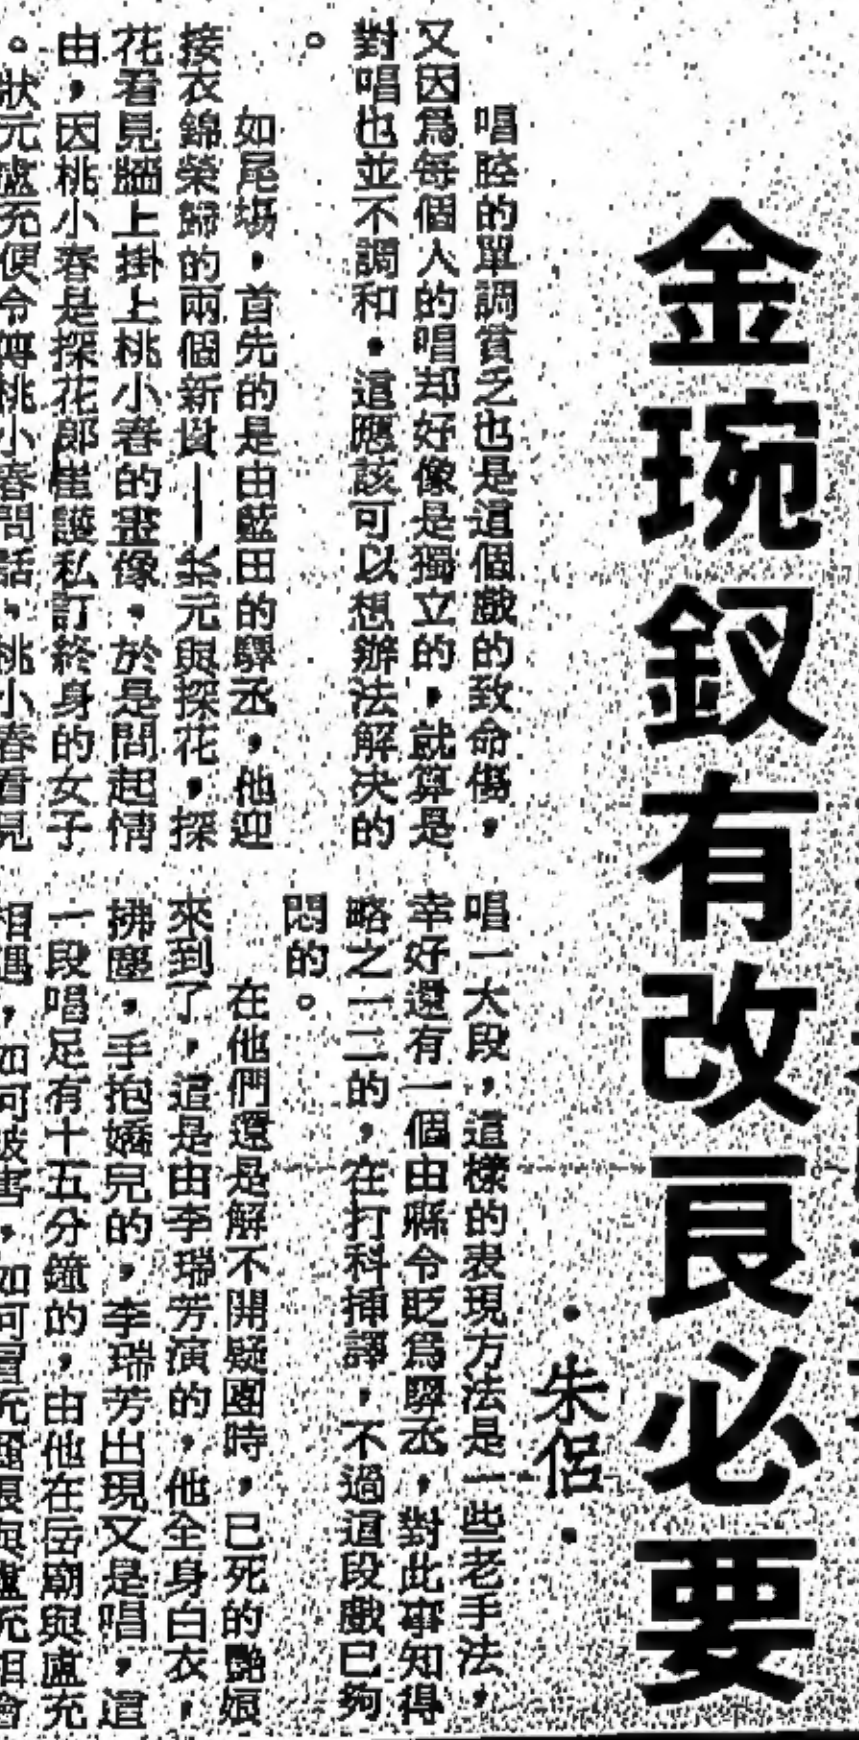 金琬釵有改良必要
·朱侶·
唱腔的單調貧乏也是這個戲的致命傷，
又因爲每個人的唱却好像是獨立的，就算是
對唱也並不調和，這應該可以想辦法解决的
。
如尾場，首先的是由藍田的驛丞，他迎
接衣錦榮歸的兩個新貴——狀元與探花，探
花看見牆上掛上桃小春的畫像，於是問起情
由，因桃小春是探花郎崔護私訂終身的女子
。狀元盧充便令傳桃小春問話，桃小春看見
唱一大段，這樣的表現方法是一些老手法，
幸好還有一個由縣令貶爲驛丞，對此事知得
略之一二的，在打科揷譯，不過這段戲已夠
悶的。
在他們還是解不開疑團時，已死的艷娘
來到了，這是由李瑞芳演的，他全身白衣，
拂塵，手抱嬌兒的，李瑞芳出現又是唱，這
一段唱足有十五分鐘的，由他在岳廟與盧充
相遇，如何被害，如何